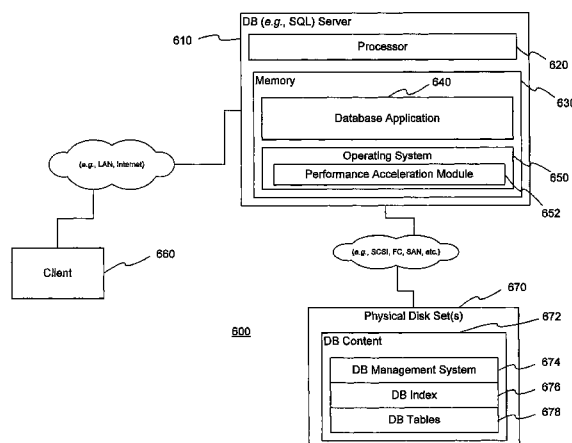 DB (e.g., SQL) Server
610
Processor
620
Memory
630
640
Database Application
Operating System
650
Performance Acceleration Module
652
(e.g., LAN, Internet)
660
Client
(e.g., SCSI, FC, SAN, etc.)
670
Physical Disk Set(s)
672
600
DB Content
DB Management System
674
DB Index
676
DB Tables
678